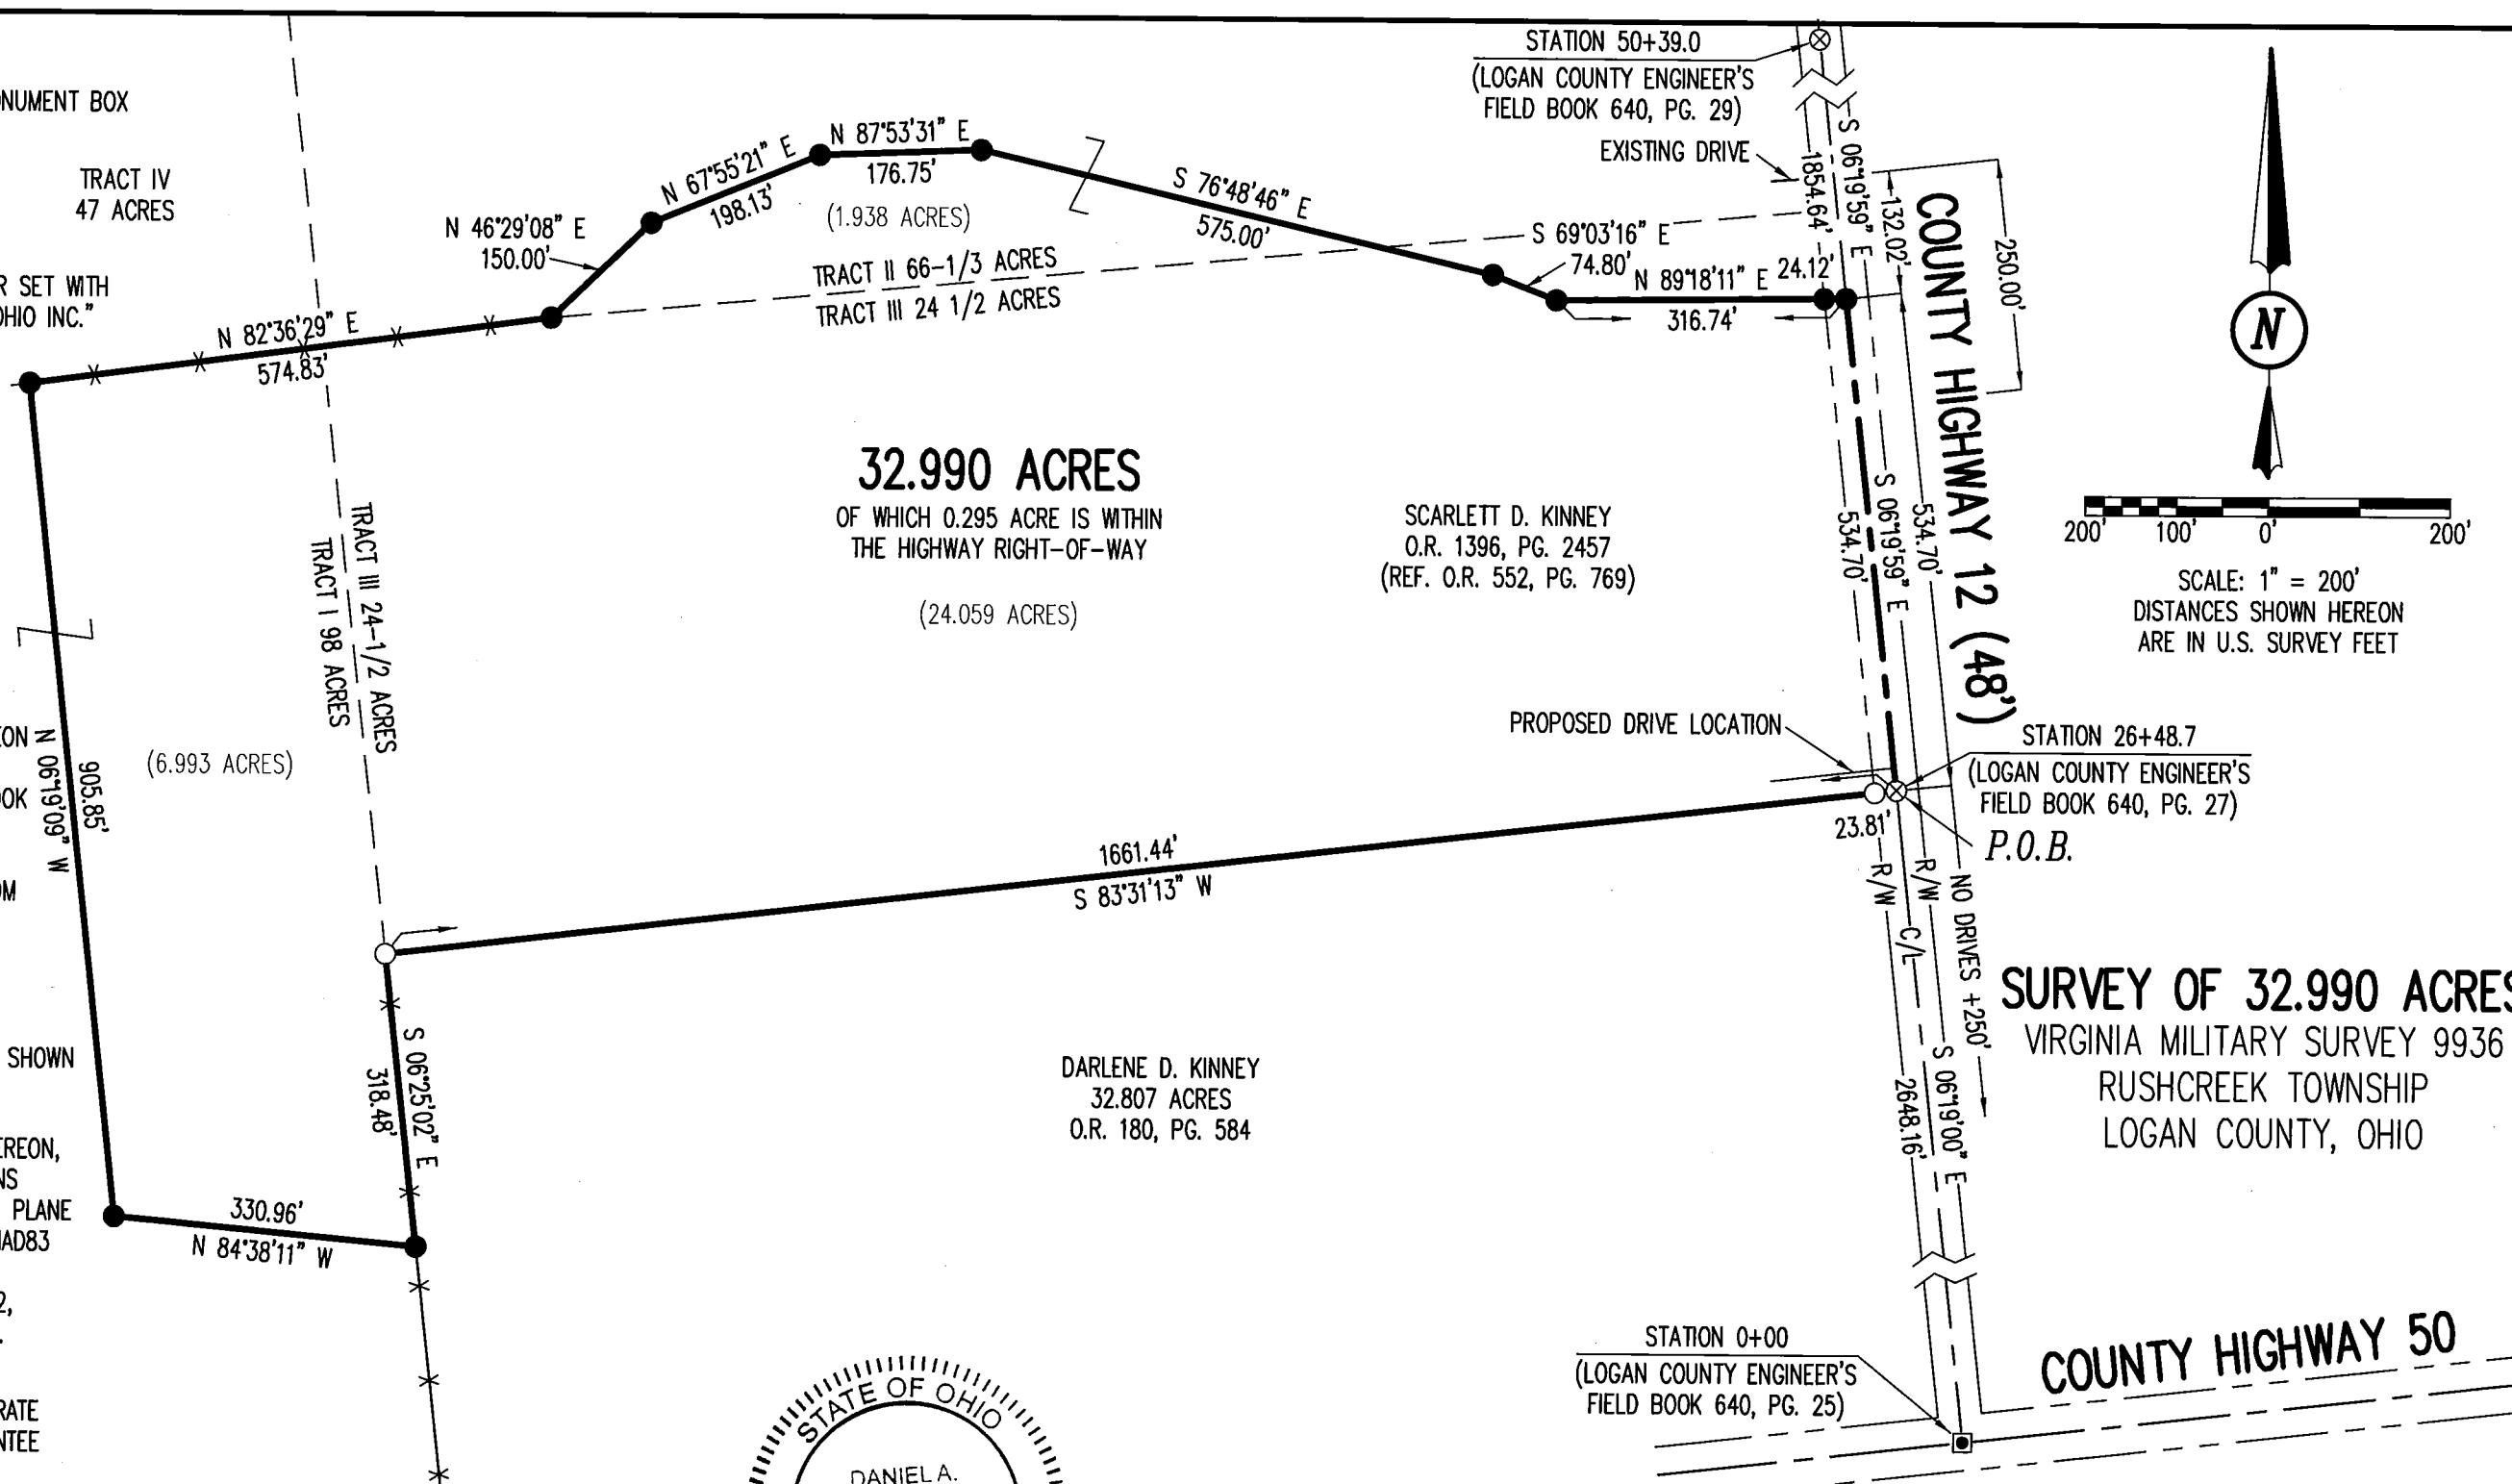 NUMENT BOX
TRACT IV
47 ACRES
R SET WITH
OHIO INC."
N 82°36'29" E
574.83'
N 46°29'08" E
150.00'
N 67°55'21" E
198.13'
N 87°53'31" E
176.75'
(1.938 ACRES)
S 76°48'46" E
575.00'
TRACT II 66-1/3 ACRES
TRACT III 24 1/2 ACRES
S 69°03'16" E
74.80'
N 89°18'11" E
316.74'
24.12'
STATION 50+39.0
(LOGAN COUNTY ENGINEER'S
FIELD BOOK 640, PG. 29)
EXISTING DRIVE
1854.64'
S 06°19'59" E
132.02'
250.00'
COUNTY HIGHWAY 12 (48')
N
200' 100' 0' 200'
SCALE: 1" = 200'
DISTANCES SHOWN HEREON
ARE IN U.S. SURVEY FEET
32.990 ACRES
OF WHICH 0.295 ACRE IS WITHIN
THE HIGHWAY RIGHT-OF-WAY
(24.059 ACRES)
SCARLETT D. KINNEY
O.R. 1396, PG. 2457
(REF. O.R. 552, PG. 769)
534.70'
S 06°19'59" E
534.70'
TRACT III 24-1/2 ACRES
TRACT I 98 ACRES
EON
OOK
OM
N 06°19'09" W
905.85'
(6.993 ACRES)
PROPOSED DRIVE LOCATION
STATION 26+48.7
(LOGAN COUNTY ENGINEER'S
FIELD BOOK 640, PG. 27)
P.O.B.
23.81'
1661.44'
S 83°31'13" W
R/W
C/L
R/W
NO DRIVES +250'
S 06°19'00" E
2648.16'
SURVEY OF 32.990 ACRES
VIRGINIA MILITARY SURVEY 9936
RUSHCREEK TOWNSHIP
LOGAN COUNTY, OHIO
SHOWN
S 06°25'02" E
318.48'
DARLENE D. KINNEY
32.807 ACRES
O.R. 180, PG. 584
EREON,
NS
PLANE
NAD83
330.96'
N 84°38'11" W
2,
RATE
NTEE
STATE OF OHIO
DANIEL A.
STATION 0+00
(LOGAN COUNTY ENGINEER'S
FIELD BOOK 640, PG. 25)
COUNTY HIGHWAY 50